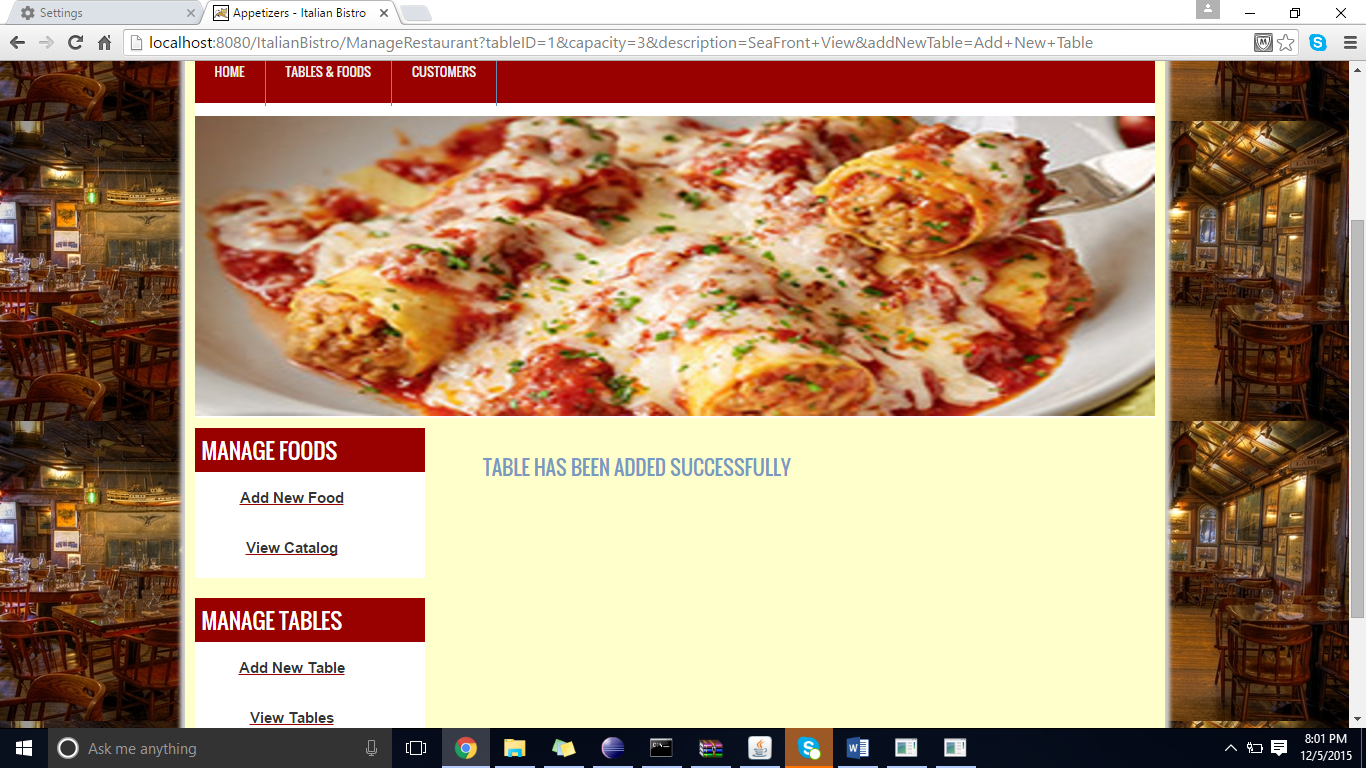 Settings
Appetizers - Italian Bistro
localhost:8080/ItalianBistro/ManageRestaurant?tableID=1&capacity=3&description=SeaFront+View&addNewTable=Add+New+Table
HOME
TABLES & FOODS
CUSTOMERS
MANAGE FOODS
Add New Food
View Catalog
TABLE HAS BEEN ADDED SUCCESSFULLY
MANAGE TABLES
Add New Table
View Tables
Ask me anything
8:01 PM
12/5/2015